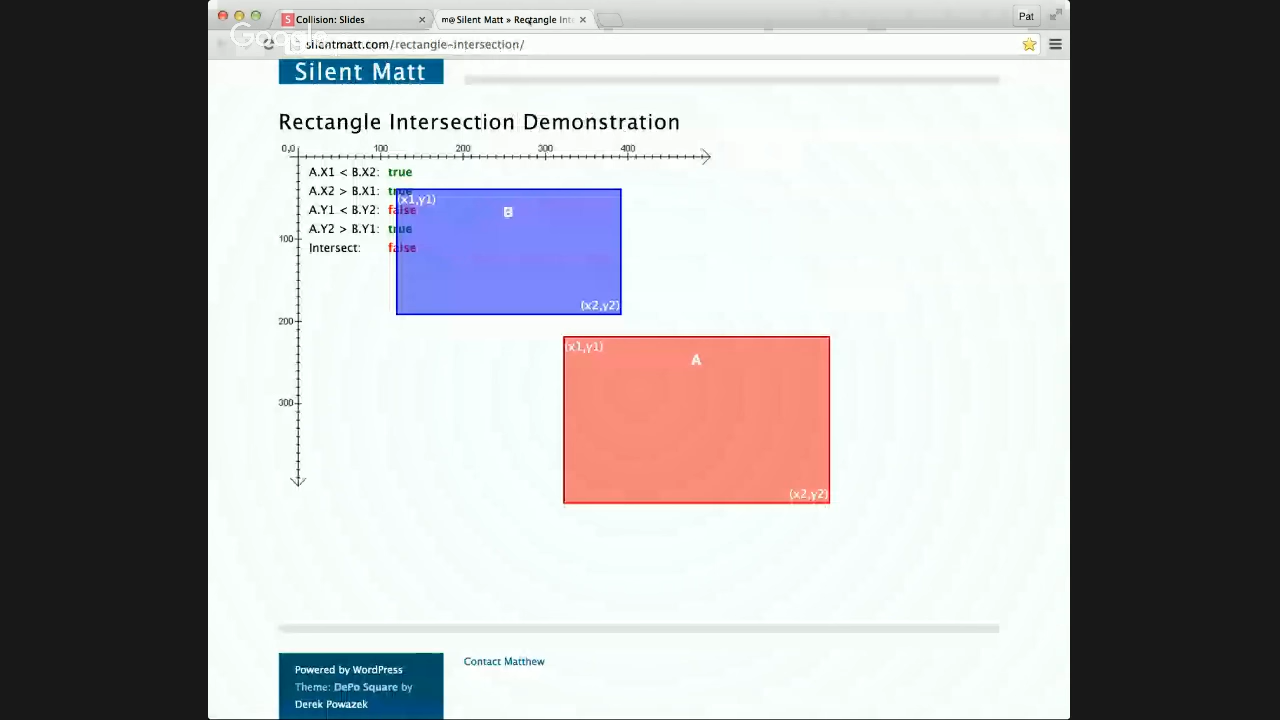 Collision: Slides
m@ Silent Matt » Rectangle Inte
Pat
Google
silentmatt.com/rectangle-intersection/
Silent Matt
Rectangle Intersection Demonstration
0,0 100 200 300 400
A.X1 < B.X2: true
A.X2 > B.X1: true
(x1,y1)
A.Y1 < B.Y2: false
B
A.Y2 > B.Y1: true
100
Intersect: false
(x2,y2)
200
(x1,y1)
A
300
(x2,y2)
Powered by WordPress
Theme: DePo Square by
Derek Powazek
Contact Matthew